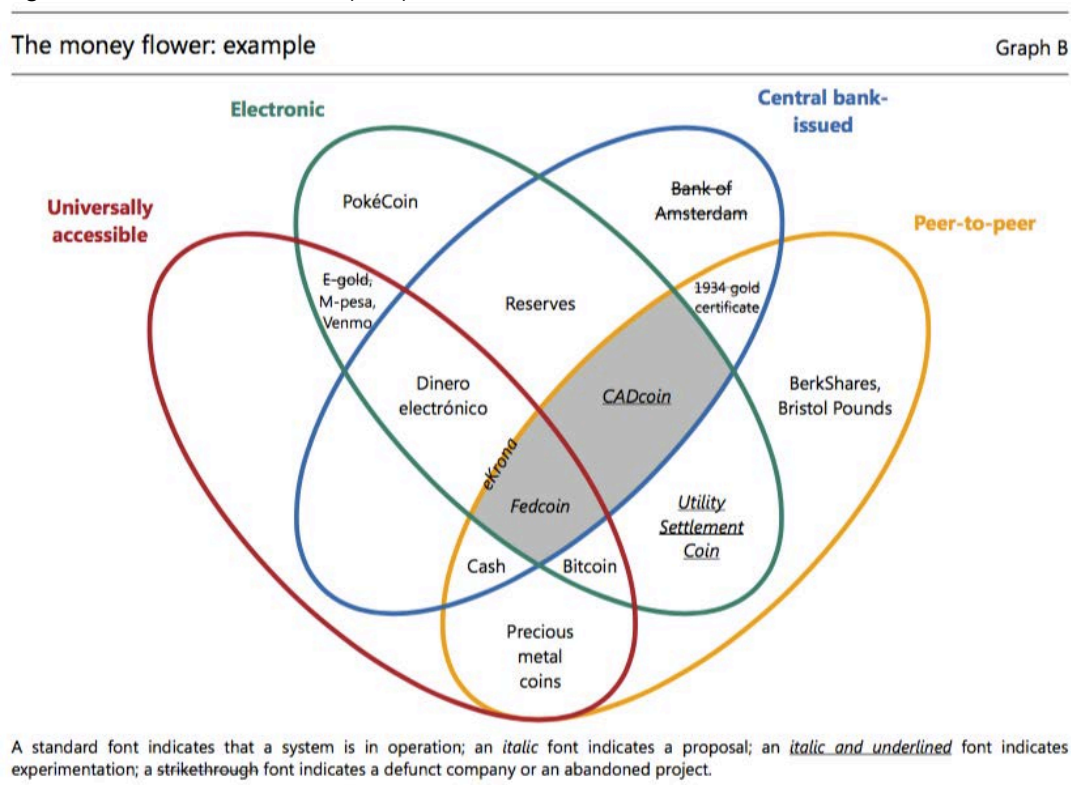 The money flower: example
Graph B
Electronic
Central bank-
issued
Universally
accessible
Peer-to-peer
PokéCoin
Bank of
Amsterdam
E-gold,
M-pesa,
Venmo
Reserves
1934 gold
certificate
Dinero
electrónico
CADcoin
BerkShares,
Bristol Pounds
eKrona
Fedcoin
Utility
Settlement
Coin
Cash
Bitcoin
Precious
metal
coins
A standard font indicates that a system is in operation; an italic font indicates a proposal; an italic and underlined font indicates
experimentation; a strikethrough font indicates a defunct company or an abandoned project.